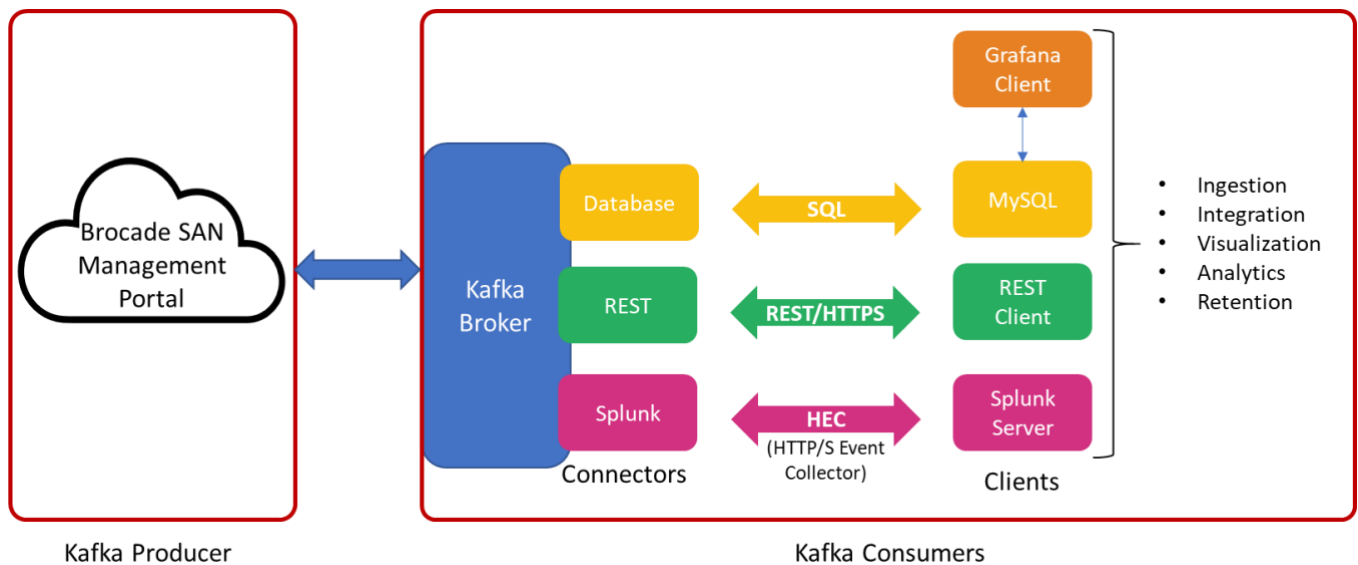 Brocade SAN
Management
Portal
Kafka Producer
Kafka
Broker
Database
REST
Splunk
Connectors
SQL
REST/HTTPS
HEC
(HTTP/S Event
Collector)
Grafana
Client
MySQL
REST
Client
Splunk
Server
Clients
• Ingestion
• Integration
• Visualization
• Analytics
• Retention
Kafka Consumers